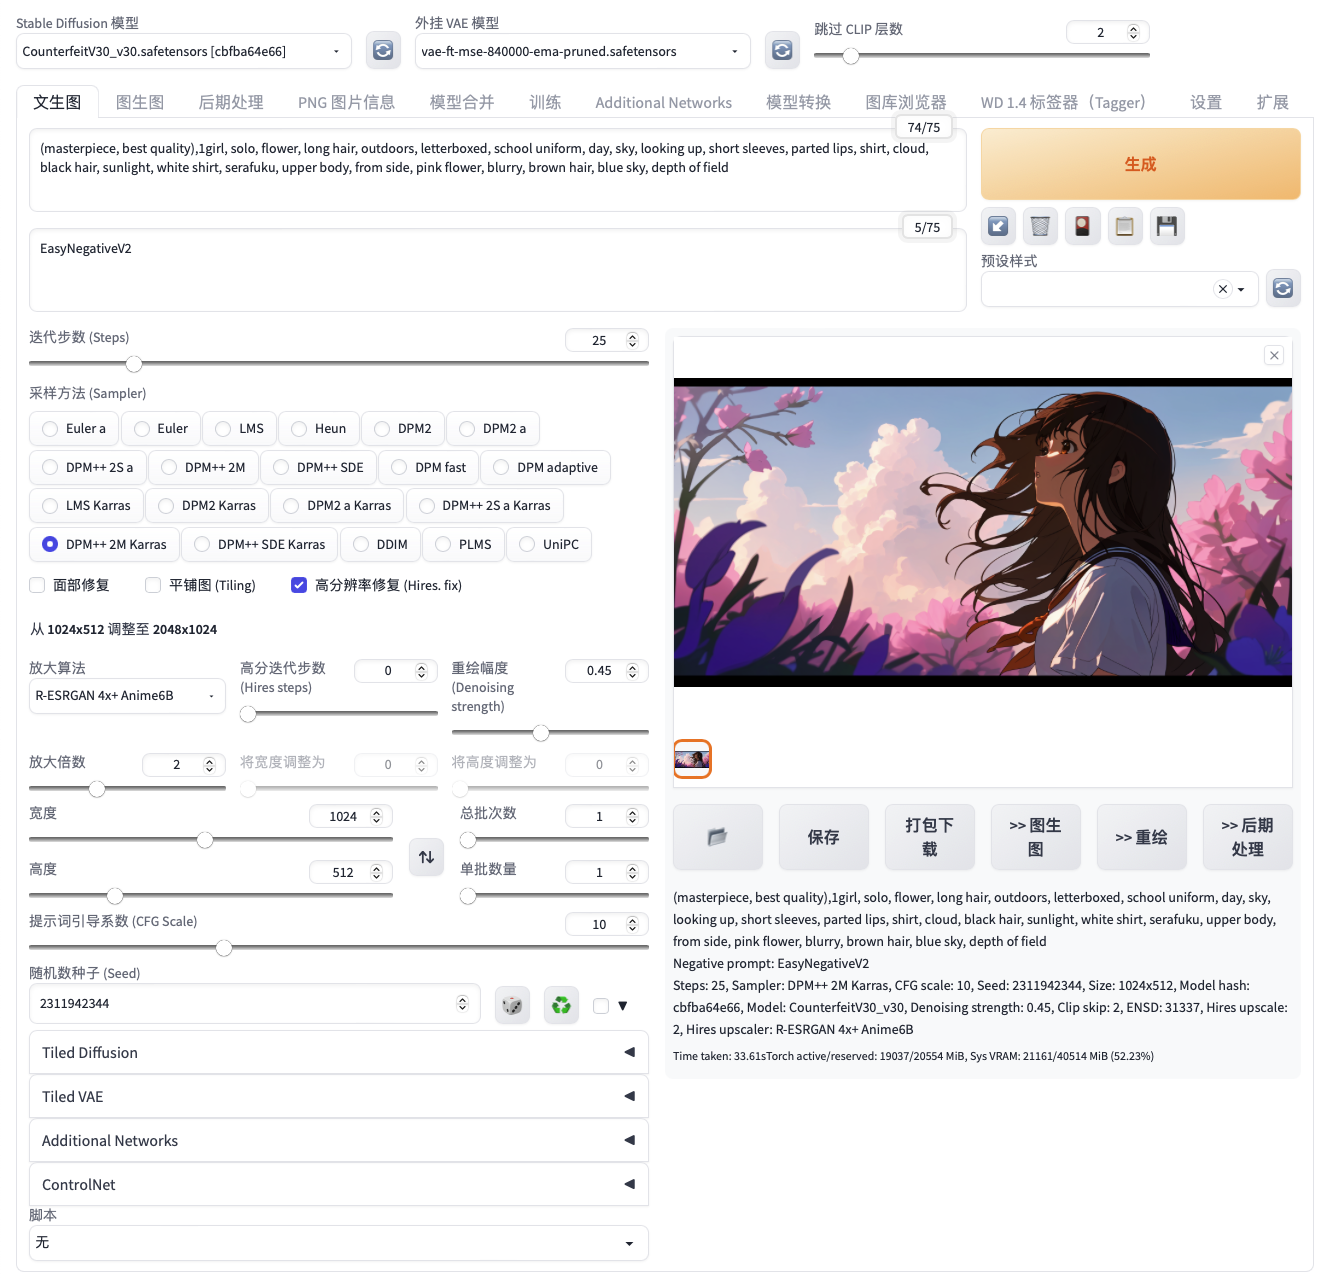 Stable Diffusion 模型
外挂 VAE 模型
跳过 CLIP 层数
2
CounterfeitV30_v30.safetensors [cbfba64e66]
vae-ft-mse-840000-ema-pruned.safetensors
文生图
图生图
后期处理
PNG 图片信息
模型合并
训练
Additional Networks
模型转换
图库浏览器
WD 1.4 标签器（Tagger）
设置
扩展
74/75
(masterpiece, best quality),1girl, solo, flower, long hair, outdoors, letterboxed, school uniform, day, sky, looking up, short sleeves, parted lips, shirt, cloud,
black hair, sunlight, white shirt, serafuku, upper body, from side, pink flower, blurry, brown hair, blue sky, depth of field
生成
5/75
EasyNegativeV2
预设样式
迭代步数 (Steps)
25
采样方法 (Sampler)
Euler a
Euler
LMS
Heun
DPM2
DPM2 a
DPM++ 2S a
DPM++ 2M
DPM++ SDE
DPM fast
DPM adaptive
LMS Karras
DPM2 Karras
DPM2 a Karras
DPM++ 2S a Karras
DPM++ 2M Karras
DPM++ SDE Karras
DDIM
PLMS
UniPC
面部修复
平铺图 (Tiling)
高分辨率修复 (Hires. fix)
从 1024x512 调整至 2048x1024
放大算法
R-ESRGAN 4x+ Anime6B
高分迭代步数
(Hires steps)
0
重绘幅度
(Denoising
strength)
0.45
放大倍数
2
将宽度调整为
0
将高度调整为
0
宽度
1024
总批次数
1
高度
512
单批数量
1
提示词引导系数 (CFG Scale)
10
随机数种子 (Seed)
2311942344
Tiled Diffusion
Tiled VAE
Additional Networks
ControlNet
脚本
无
保存
打包下
载
>> 图生
图
>> 重绘
>> 后期
处理
(masterpiece, best quality),1girl, solo, flower, long hair, outdoors, letterboxed, school uniform, day, sky,
looking up, short sleeves, parted lips, shirt, cloud, black hair, sunlight, white shirt, serafuku, upper body,
from side, pink flower, blurry, brown hair, blue sky, depth of field
Negative prompt: EasyNegativeV2
Steps: 25, Sampler: DPM++ 2M Karras, CFG scale: 10, Seed: 2311942344, Size: 1024x512, Model hash:
cbfba64e66, Model: CounterfeitV30_v30, Denoising strength: 0.45, Clip skip: 2, ENSD: 31337, Hires upscale:
2, Hires upscaler: R-ESRGAN 4x+ Anime6B
Time taken: 33.61sTorch active/reserved: 19037/20554 MiB, Sys VRAM: 21161/40514 MiB (52.23%)